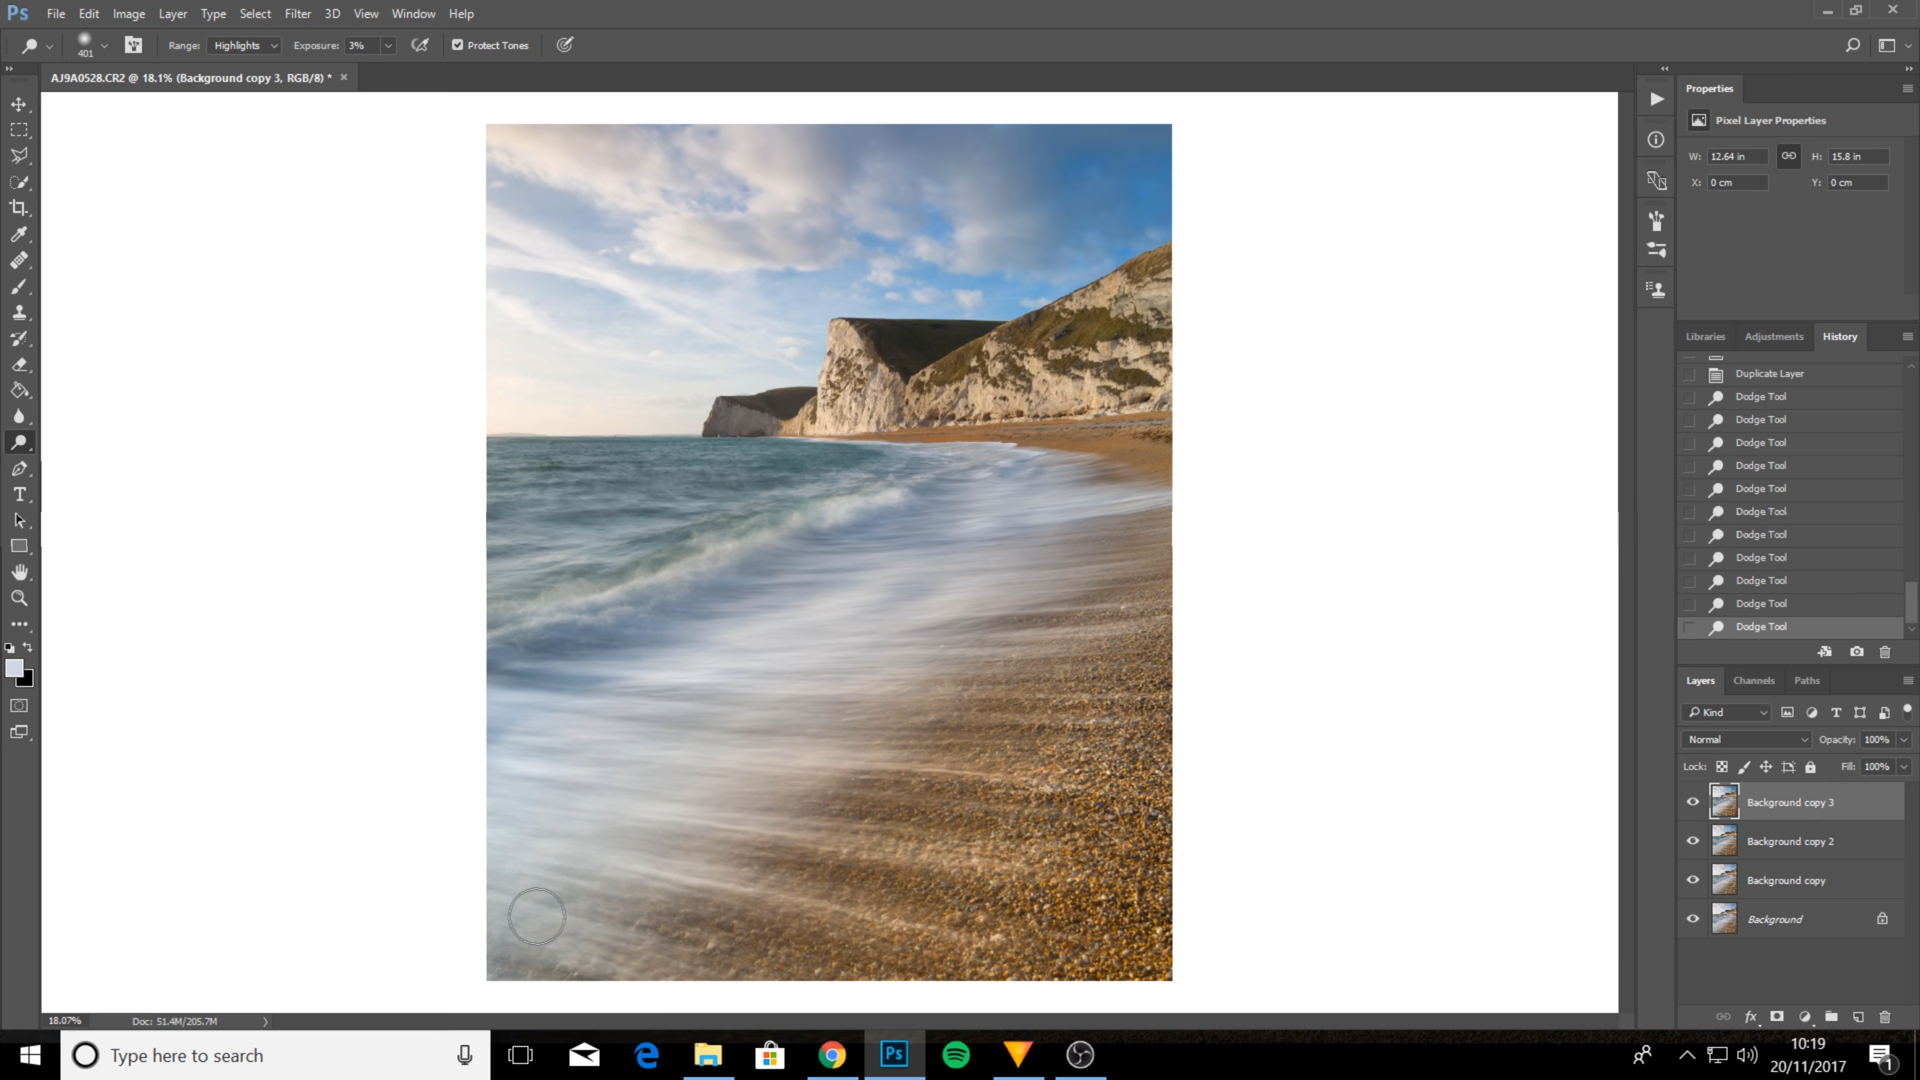 Ps File Edit Image Layer Type Select Filter 3D View Window Help
401 Range: Highlights Exposure: 3% Protect Tones
AJ9A0528.CR2 @ 18.1% (Background copy 3, RGB/8) * ×
Properties
Pixel Layer Properties
W: 12.64 in H: 15.8 in
X: 0 cm Y: 0 cm
Libraries Adjustments History
Duplicate Layer
Dodge Tool
Dodge Tool
Dodge Tool
Dodge Tool
Dodge Tool
Dodge Tool
Dodge Tool
Dodge Tool
Dodge Tool
Dodge Tool
Dodge Tool
Layers Channels Paths
Kind
Normal Opacity: 100%
Lock: Fill: 100%
Background copy 3
Background copy 2
Background copy
Background
18.07% Doc: 51.4M/205.7M
Type here to search
Ps
10:19
20/11/2017
1